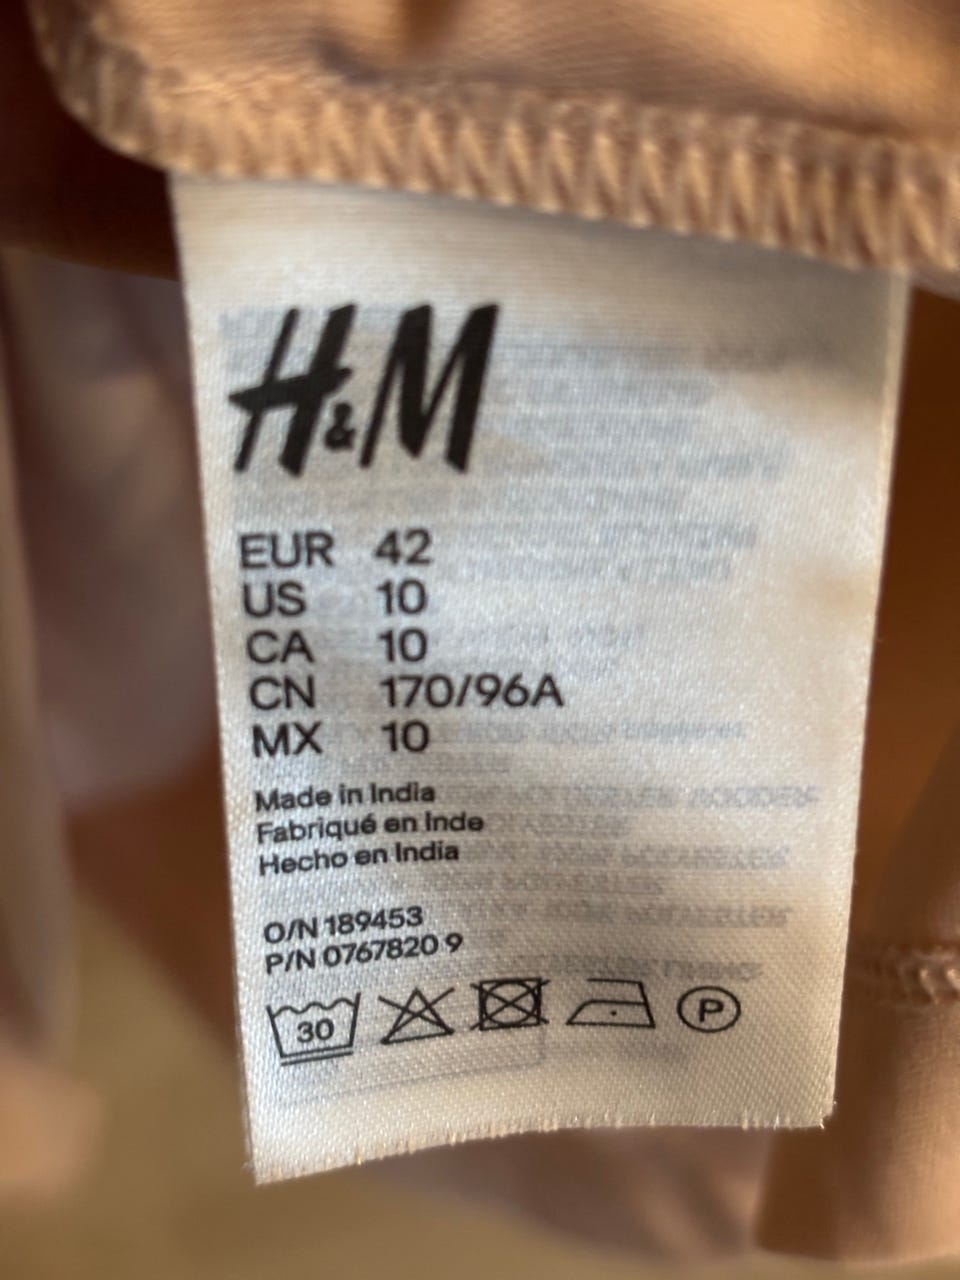 H&M
EUR 42
US 10
CA 10
CN 170/96A
MX 10
Made in India
Fabriqué en Inde
Hecho en India
O/N 189453
P/N 0767820 9
30
P